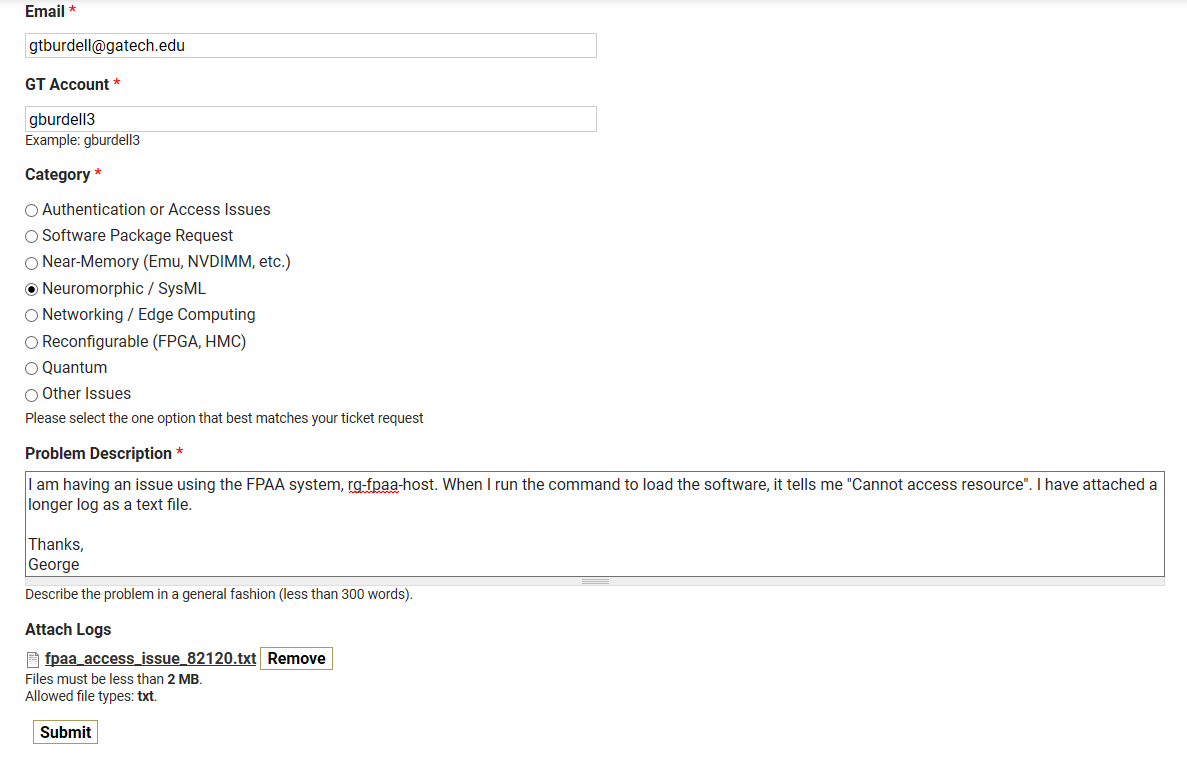 Email *
gtburdell@gatech.edu
GT Account *
gburdell3
Example: gburdell3
Category *
Authentication or Access Issues
Software Package Request
Near-Memory (Emu, NVDIMM, etc.)
Neuromorphic / SysML
Networking / Edge Computing
Reconfigurable (FPGA, HMC)
Quantum
Other Issues
Please select the one option that best matches your ticket request
Problem Description *
I am having an issue using the FPAA system, rg-fpaa-host. When I run the command to load the software, it tells me "Cannot access resource". I have attached a
longer log as a text file.
Thanks,
George
Describe the problem in a general fashion (less than 300 words).
Attach Logs
fpaa_access_issue_82120.txt Remove
Files must be less than 2 MB.
Allowed file types: txt.
Submit